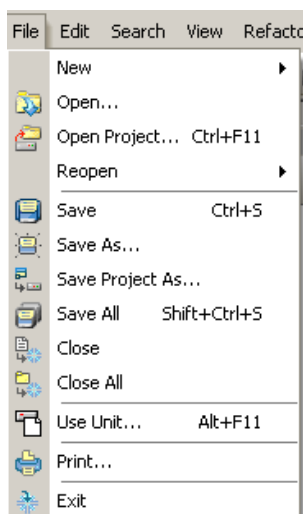 File Edit Search View Refacto
New
Open...
Open Project... Ctrl+F11
Reopen
Save Ctrl+S
Save As...
Save Project As...
Save All Shift+Ctrl+S
Close
Close All
Use Unit... Alt+F11
Print...
Exit